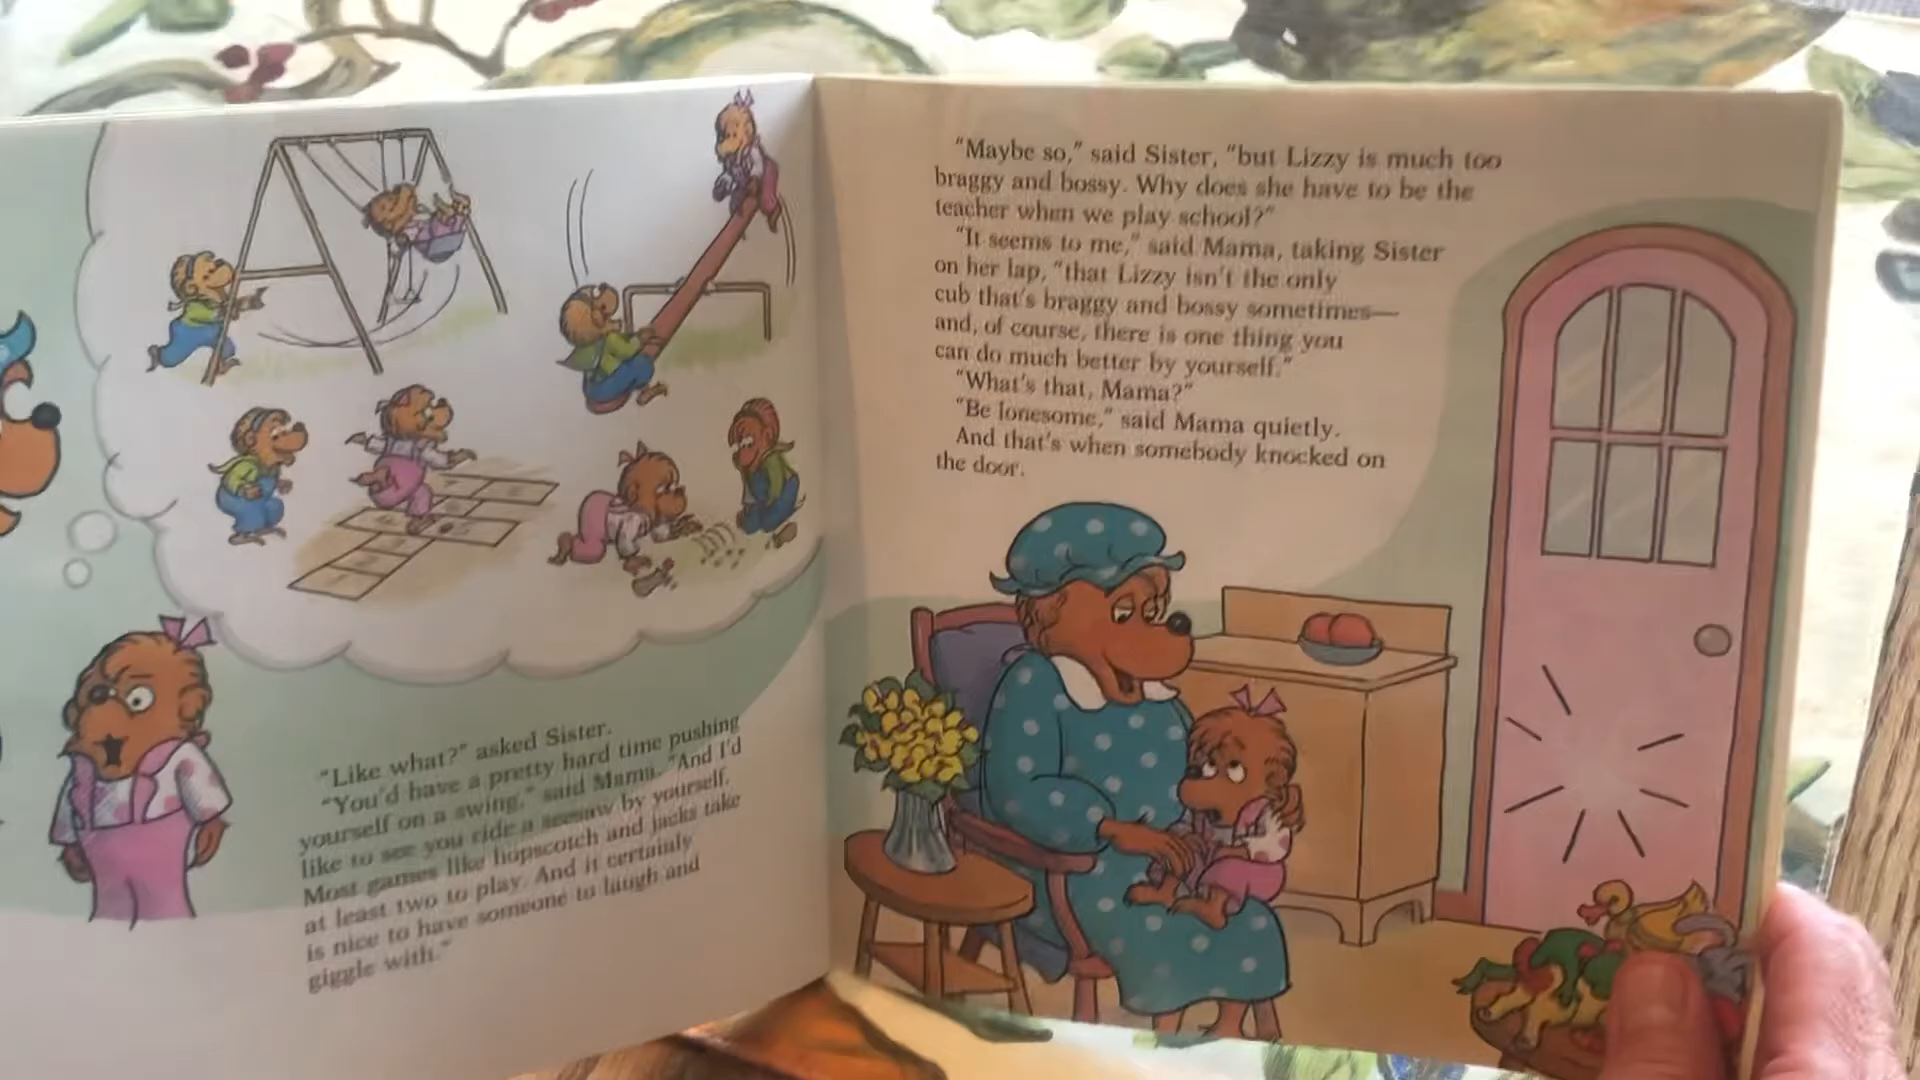 "Like what?" asked Sister.
"You'd have a pretty hard time pushing
yourself on a swing," said Mama. "And I'd
like to see you ride a seesaw by yourself.
Most games like hopscotch and jacks take
at least two to play. And it certainly
is nice to have someone to laugh and
giggle with."
"Maybe so," said Sister, "but Lizzy is much too
braggy and bossy. Why does she have to be the
teacher when we play school?"
"It seems to me," said Mama, taking Sister
on her lap, "that Lizzy isn't the only
cub that's braggy and bossy sometimes—
and, of course, there is one thing you
can do much better by yourself."
"What's that, Mama?"
"Be lonesome," said Mama quietly.
And that's when somebody knocked on
the door.